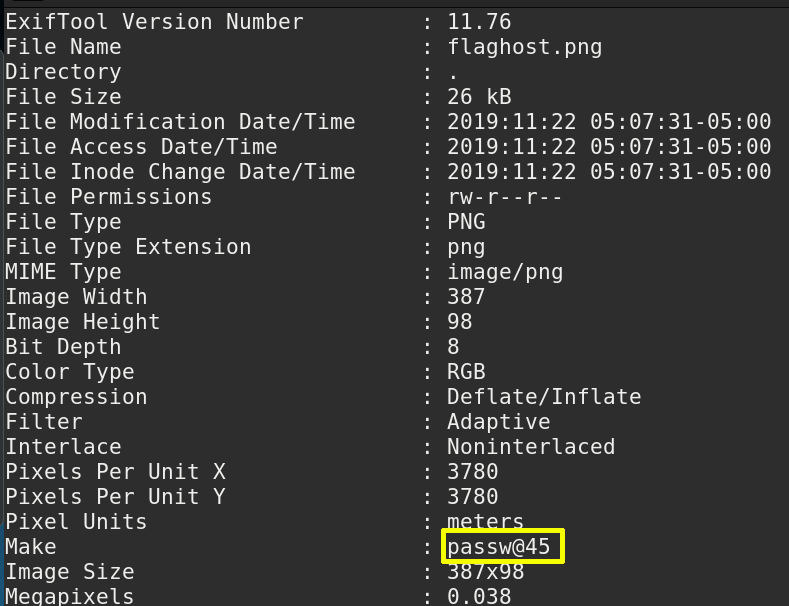 ExifTool Version Number : 11.76
File Name : flaghost.png
Directory : .
File Size : 26 kB
File Modification Date/Time : 2019:11:22 05:07:31-05:00
File Access Date/Time : 2019:11:22 05:07:31-05:00
File Inode Change Date/Time : 2019:11:22 05:07:31-05:00
File Permissions : rw-r--r--
File Type : PNG
File Type Extension : png
MIME Type : image/png
Image Width : 387
Image Height : 98
Bit Depth : 8
Color Type : RGB
Compression : Deflate/Inflate
Filter : Adaptive
Interlace : Noninterlaced
Pixels Per Unit X : 3780
Pixels Per Unit Y : 3780
Pixel Units : meters
Make : passw@45
Image Size : 387x98
Megapixels : 0.038